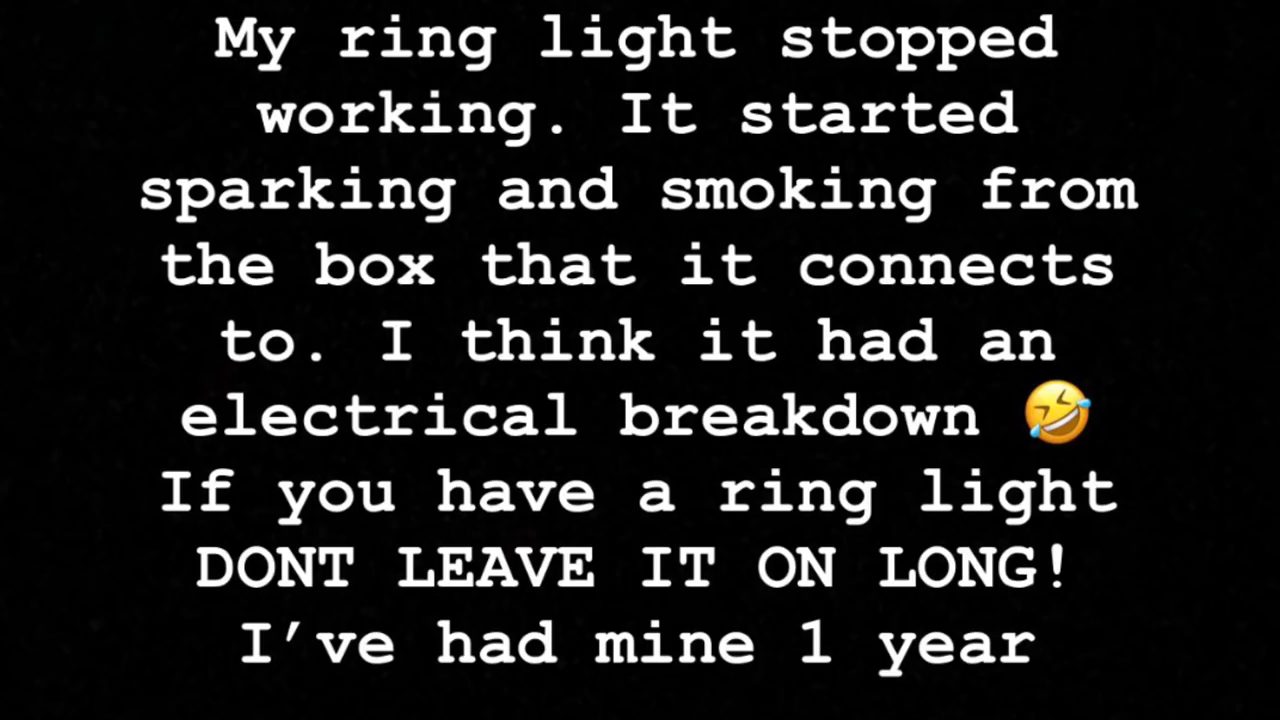 My ring light stopped
working. It started
sparking and smoking from
the box that it connects
to. I think it had an
electrical breakdown 🤣
If you have a ring light
DONT LEAVE IT ON LONG!
I’ve had mine 1 year